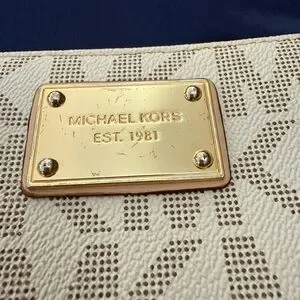 MICHAEL KORS
EST. 1981